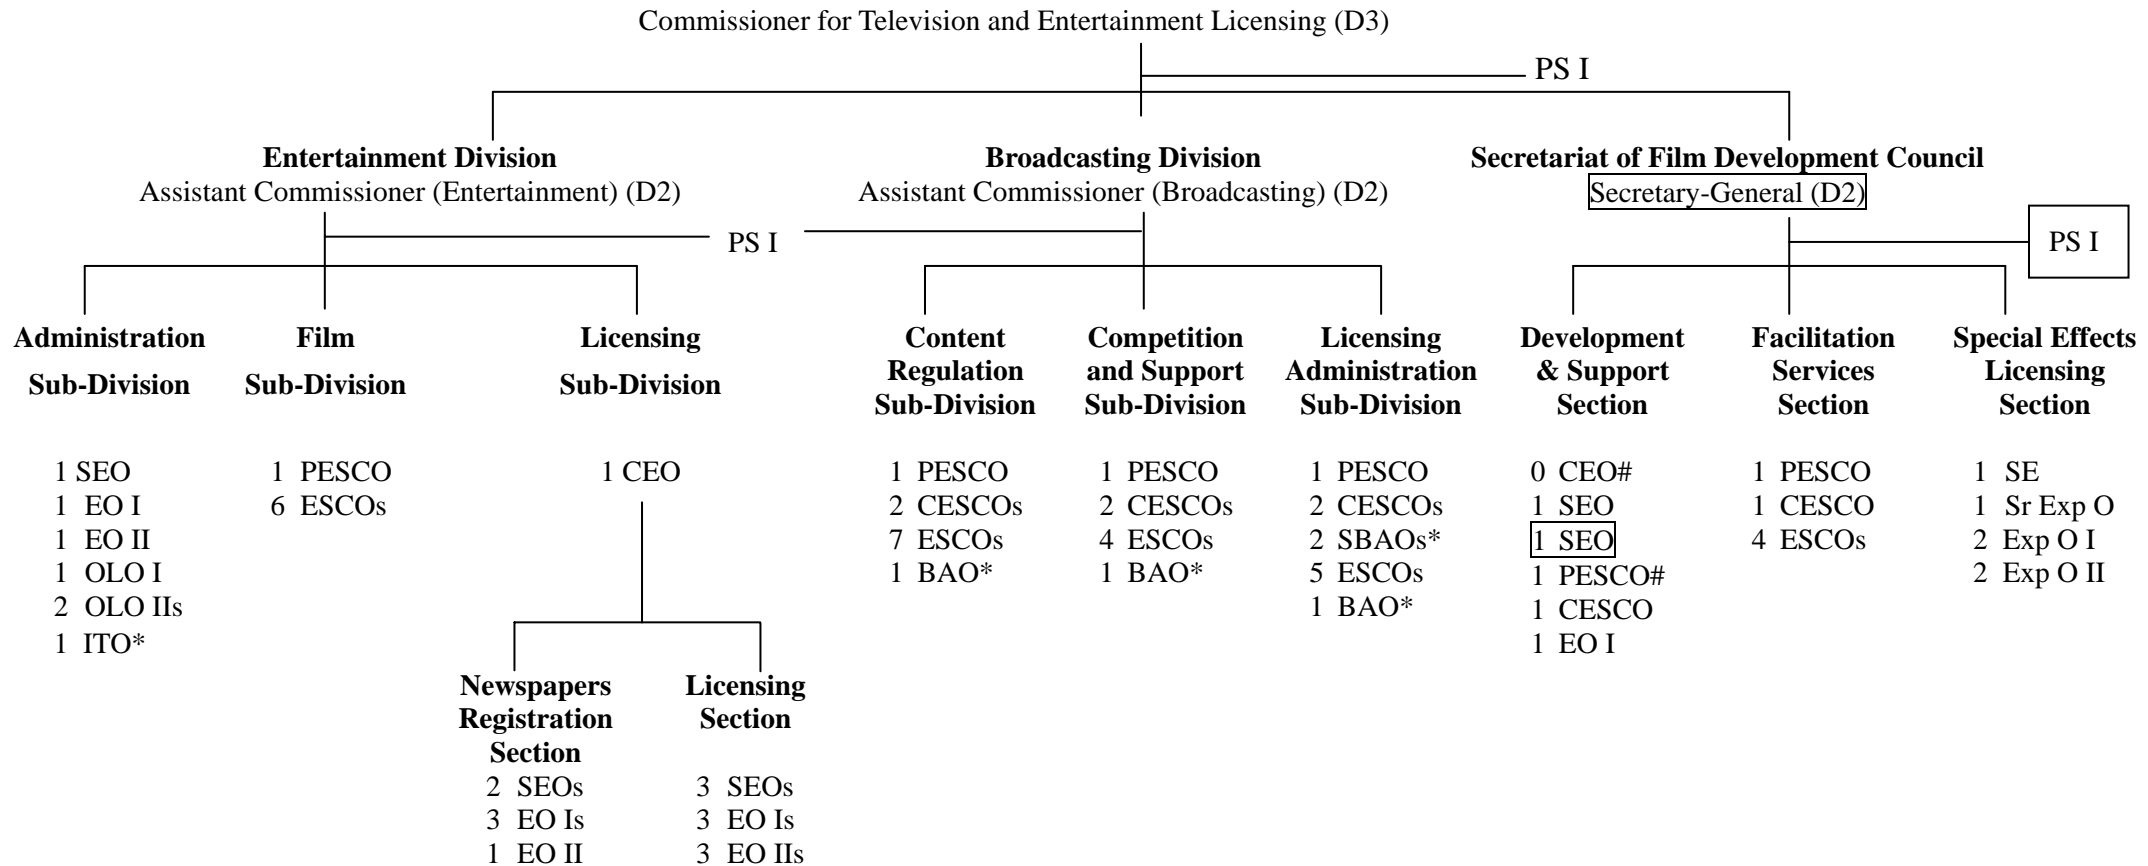 Commissioner for Television and Entertainment Licensing (D3)
PS I
Entertainment Division
Assistant Commissioner (Entertainment) (D2)
Broadcasting Division
Assistant Commissioner (Broadcasting) (D2)
Secretariat of Film Development Council
Secretary-General (D2)
PS I
PS I
Administration
Sub-Division
1 SEO
1 EO I
1 EO II
1 OLO I
2 OLO IIs
1 ITO*
Film
Sub-Division
1 PESCO
6 ESCOs
Licensing
Sub-Division
1 CEO
Newspapers
Registration
Section
2 SEOs
3 EO Is
1 EO II
Licensing
Section
3 SEOs
3 EO Is
3 EO IIs
Content
Regulation
Sub-Division
1 PESCO
2 CESCOs
7 ESCOs
1 BAO*
Competition
and Support
Sub-Division
1 PESCO
2 CESCOs
4 ESCOs
1 BAO*
Licensing
Administration
Sub-Division
1 PESCO
2 CESCOs
2 SBAOs*
5 ESCOs
1 BAO*
Development
& Support
Section
0 CEO#
1 SEO
1 SEO
1 PESCO#
1 CESCO
1 EO I
Facilitation
Services
Section
1 PESCO
1 CESCO
4 ESCOs
Special Effects
Licensing
Section
1 SE
1 Sr Exp O
2 Exp O I
2 Exp O II